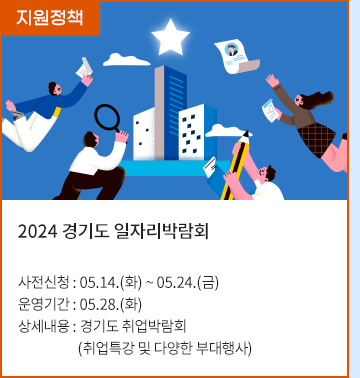 지원정책
2024 경기도 일자리박람회
사전신청 : 05.14.(화) ~ 05.24.(금)
운영기간 : 05.28.(화)
상세내용 : 경기도 취업박람회
(취업특강 및 다양한 부대행사)